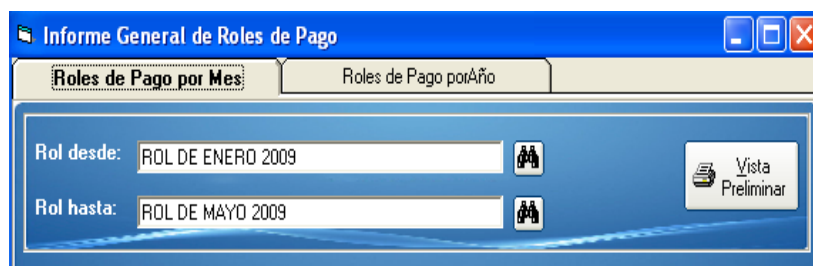 Informe General de Roles de Pago
Roles de Pago por Mes
Roles de Pago porAño
Rol desde:
ROL DE ENERO 2009
Vista
Preliminar
Rol hasta:
ROL DE MAYO 2009